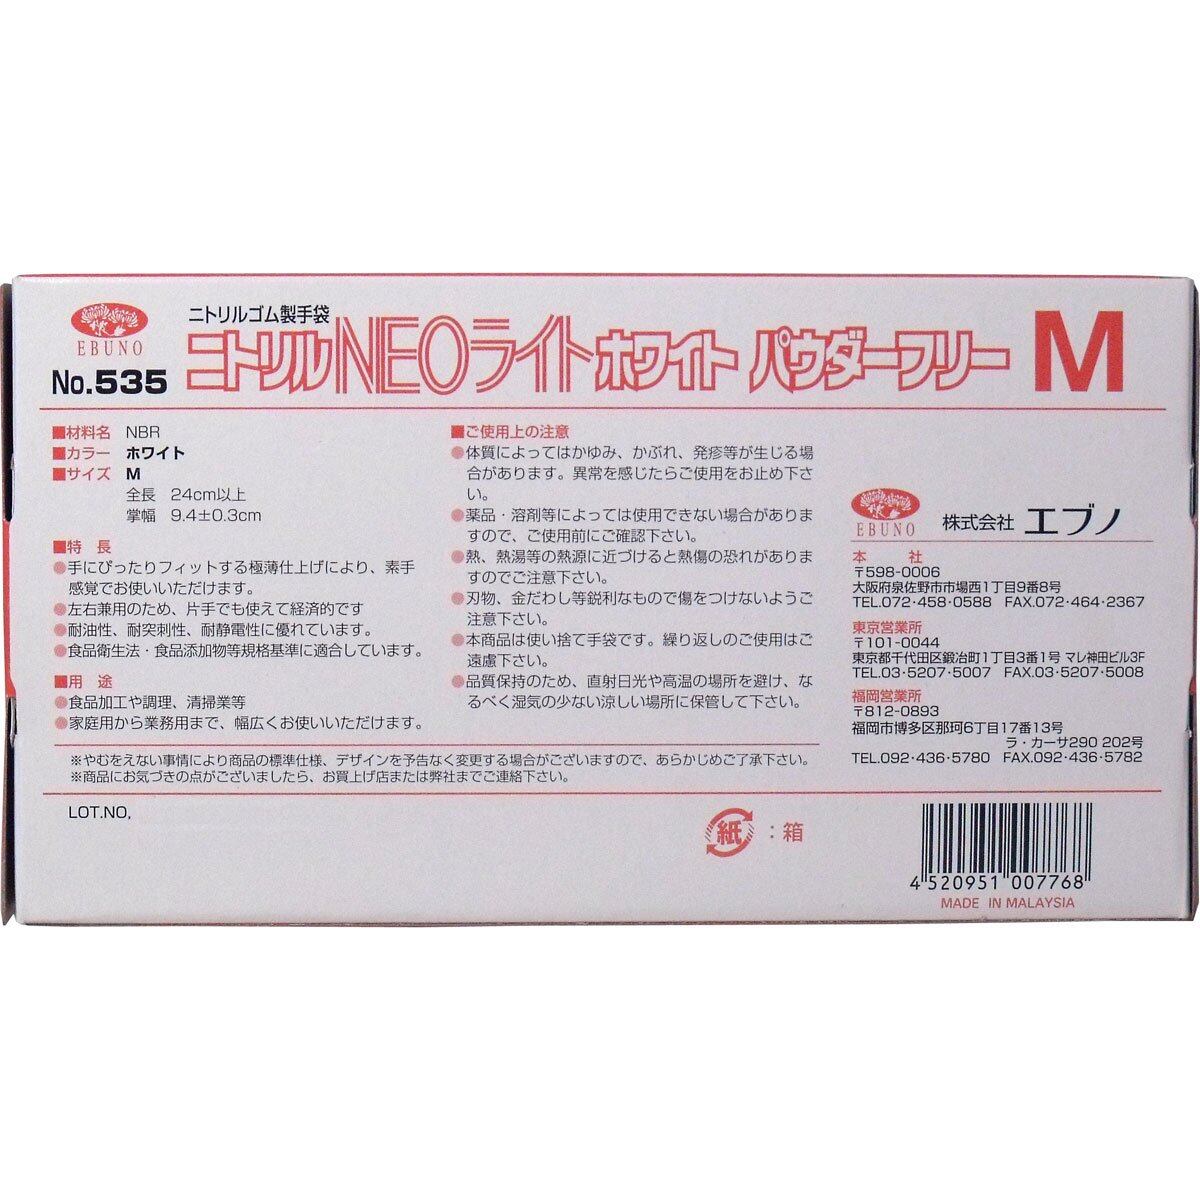 EBUNO
No.535
ニトリルゴム製手袋
ニトリルNEOライトホワイト パウダーフリー M
■材料名 NBR
■カラー ホワイト
■サイズ M
全長 24cm以上
掌幅 9.4±0.3cm
■特 長
●手にぴったりフィットする極薄仕上げにより、素手
感覚でお使いいただけます。
●左右兼用のため、片手でも使えて経済的です
●耐油性、耐突刺性、耐静電性に優れています。
●食品衛生法・食品添加物等規格基準に適合しています。
■用 途
●食品加工や調理、清掃業等
●家庭用から業務用まで、幅広くお使いいただけます。
■ご使用上の注意
●体質によってはかゆみ、かぶれ、発疹等が生じる場
合があります。異常を感じたらご使用をお止め下さ
い。
●薬品・溶剤等によっては使用できない場合がありま
すので、ご使用前にご確認下さい。
●熱、熱湯等の熱源に近づけると熱傷の恐れがありま
すのでご注意下さい。
●刃物、金だわし等鋭利なもので傷をつけないようご
注意下さい。
●本商品は使い捨て手袋です。繰り返しのご使用はご
遠慮下さい。
●品質保持のため、直射日光や高温の場所を避け、な
るべく湿気の少ない涼しい場所に保管して下さい。
※やむをえない事情により商品の標準仕様、デザインを予告なく変更する場合がございますので、あらかじめご了承下さい。
※商品にお気づきの点がございましたら、お買上げ店または弊社までご連絡下さい。
EBUNO
株式会社 エブノ
本 社
〒598-0006
大阪府泉佐野市市場西1丁目9番8号
TEL.072・458・0588 FAX.072・464・2367
東京営業所
〒101-0044
東京都千代田区鍛冶町1丁目3番1号 マレ神田ビル3F
TEL.03・5207・5007 FAX.03・5207・5008
福岡営業所
〒812-0893
福岡市博多区那珂6丁目17番13号
ラ・カーサ290 202号
TEL.092・436・5780 FAX.092・436・5782
LOT.NO,
紙 : 箱
4 520951 007768
MADE IN MALAYSIA